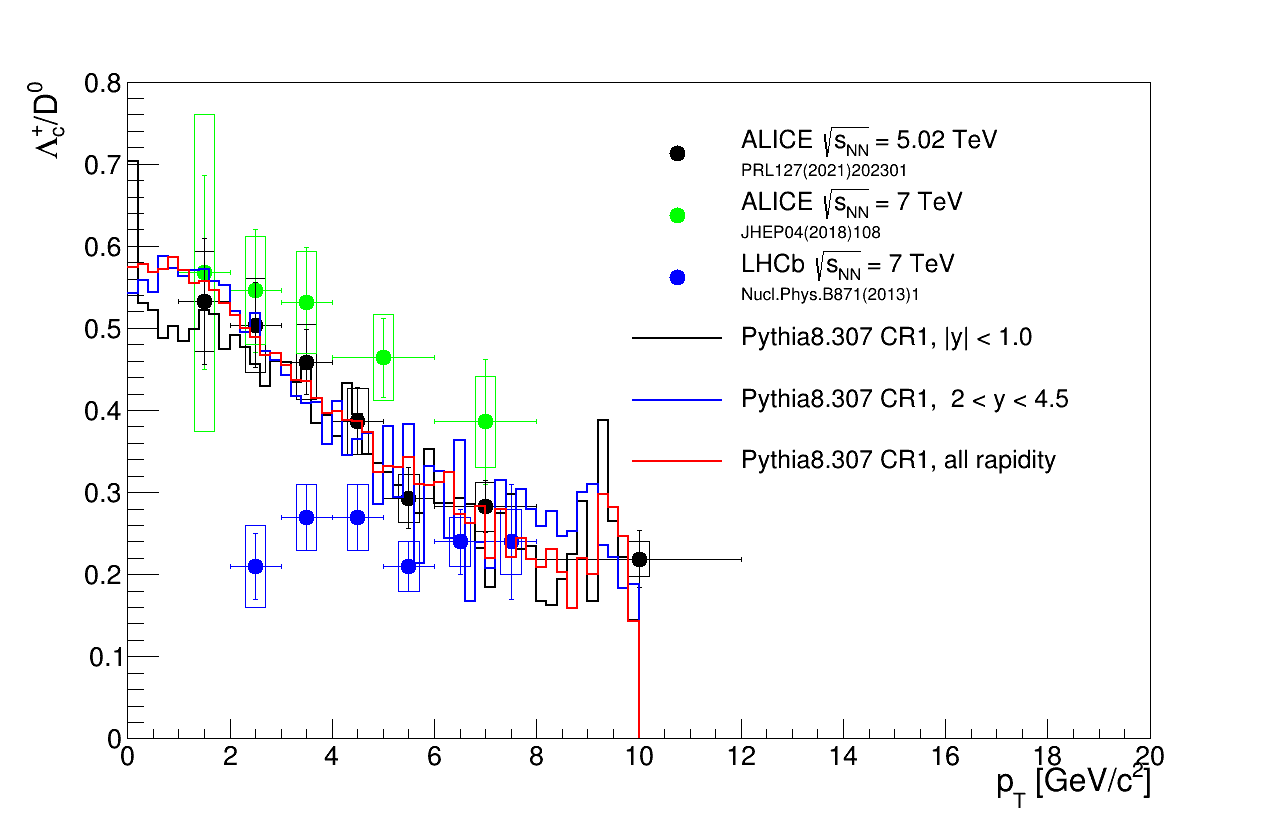 Λc+/D0
0.8
0.7
0.6
0.5
0.4
0.3
0.2
0.1
0
0 2 4 6 8 10 12 14 16 18 20
pT [GeV/c2]
ALICE √sNN = 5.02 TeV
PRL127(2021)202301
ALICE √sNN = 7 TeV
JHEP04(2018)108
LHCb √sNN = 7 TeV
Nucl.Phys.B871(2013)1
Pythia8.307 CR1, |y| < 1.0
Pythia8.307 CR1, 2 < y < 4.5
Pythia8.307 CR1, all rapidity